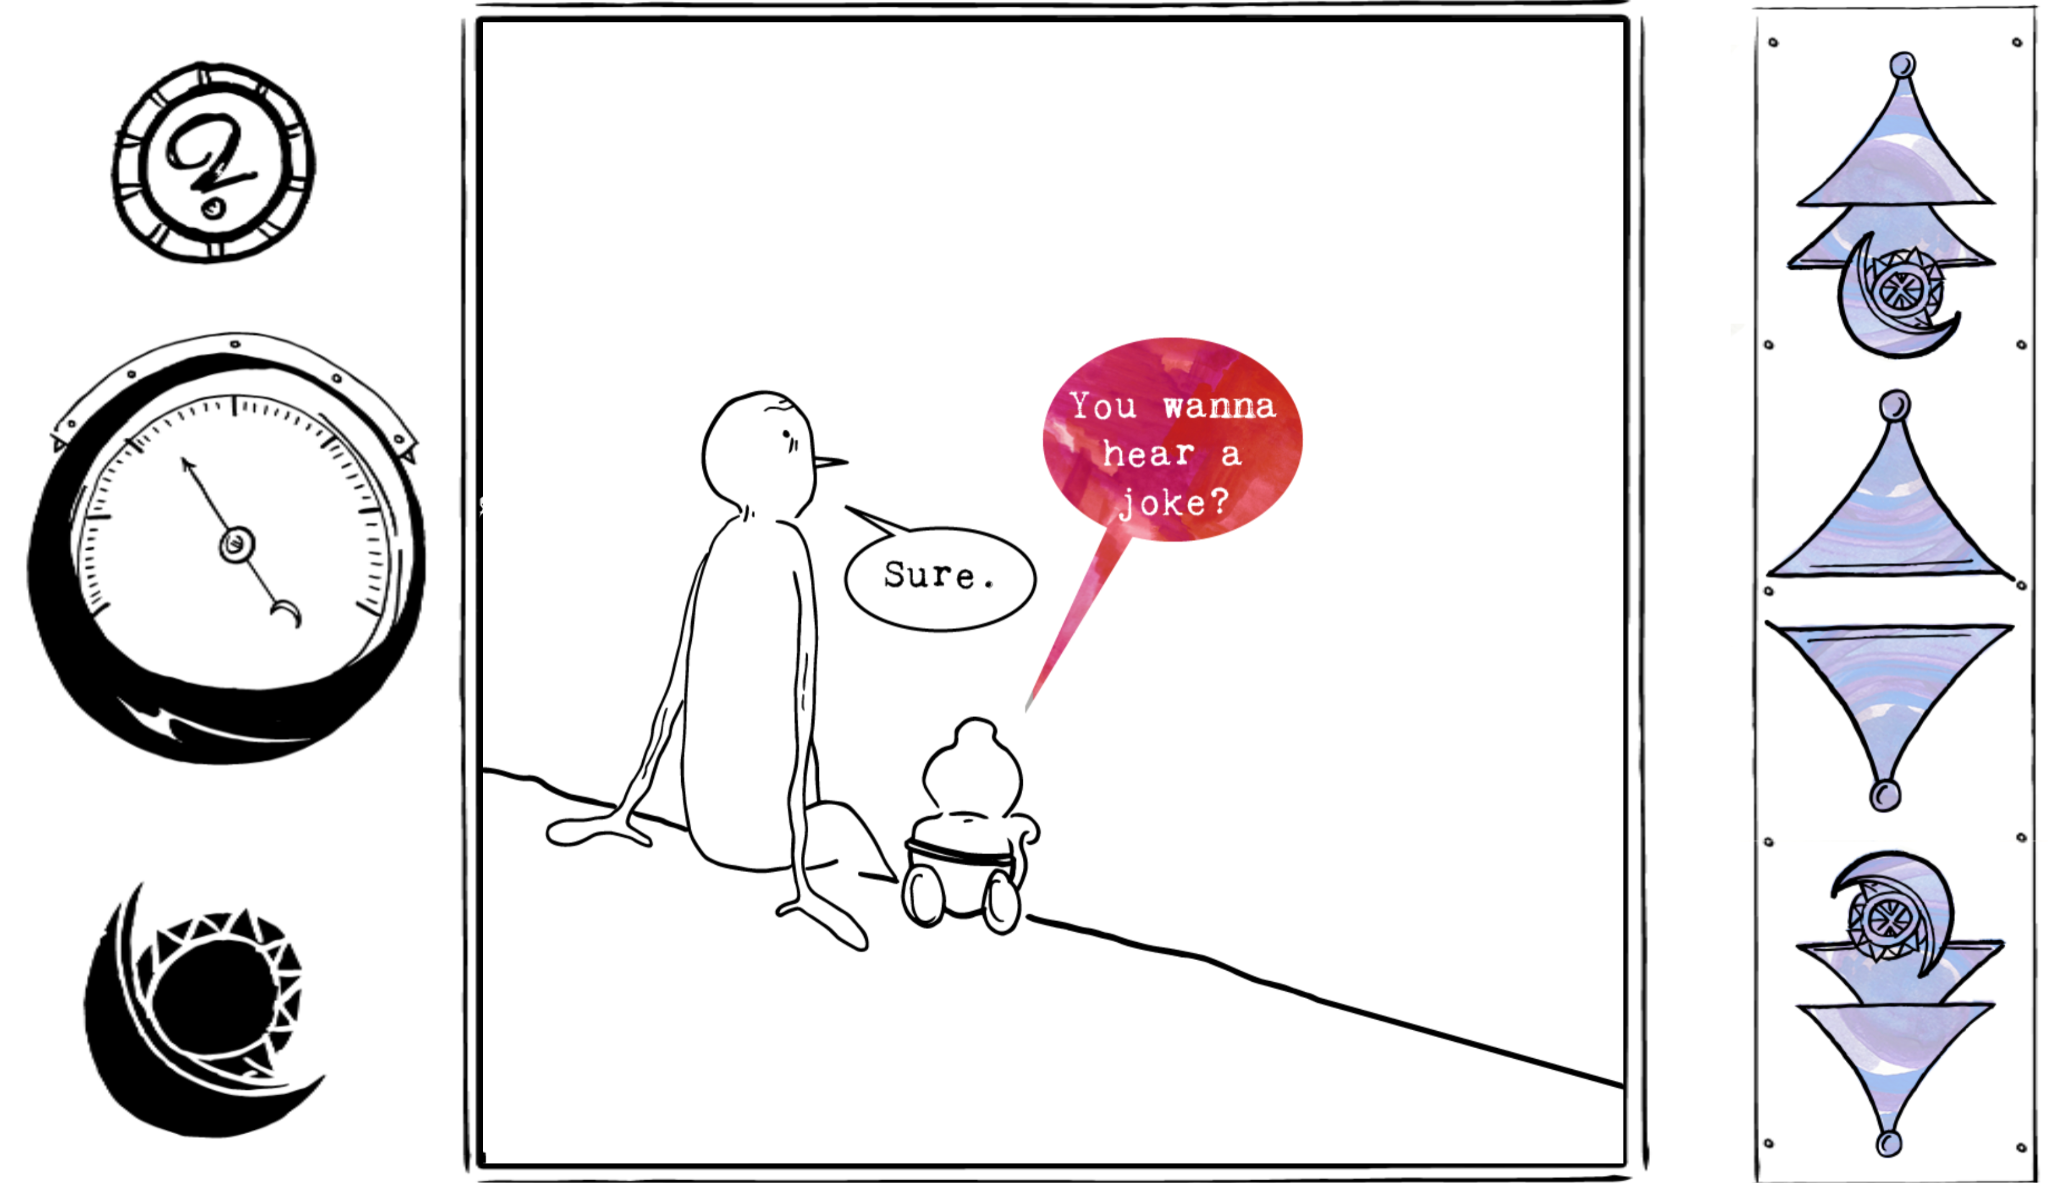 ?
You wanna
hear a
joke?
Sure.